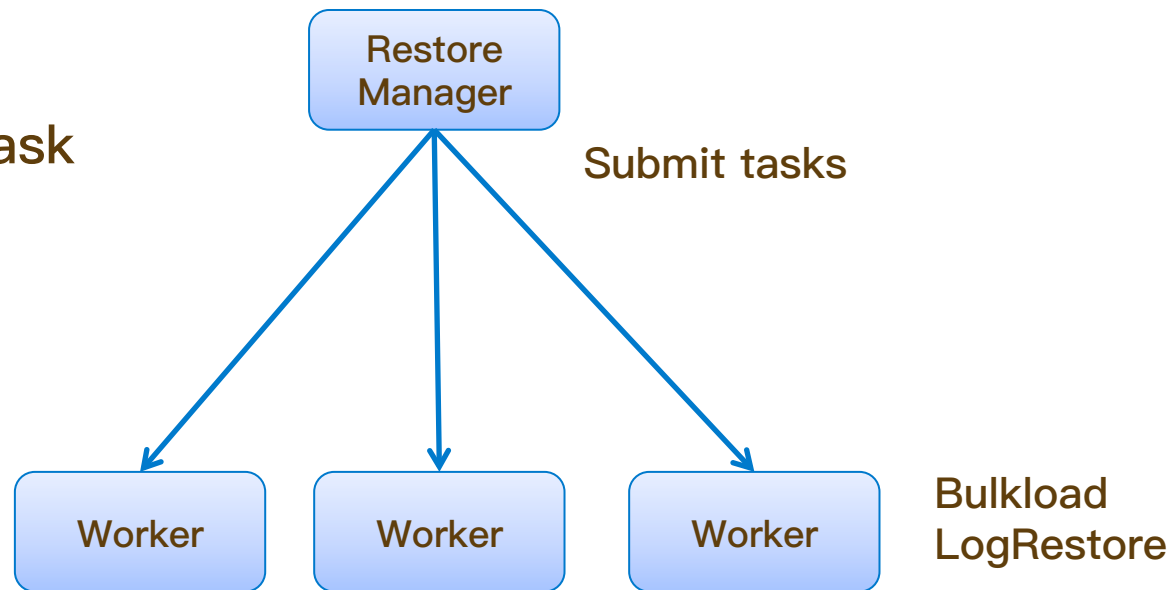 Restore
Manager
ask
Submit tasks
Worker
Worker
Worker
Bulkload
LogRestore